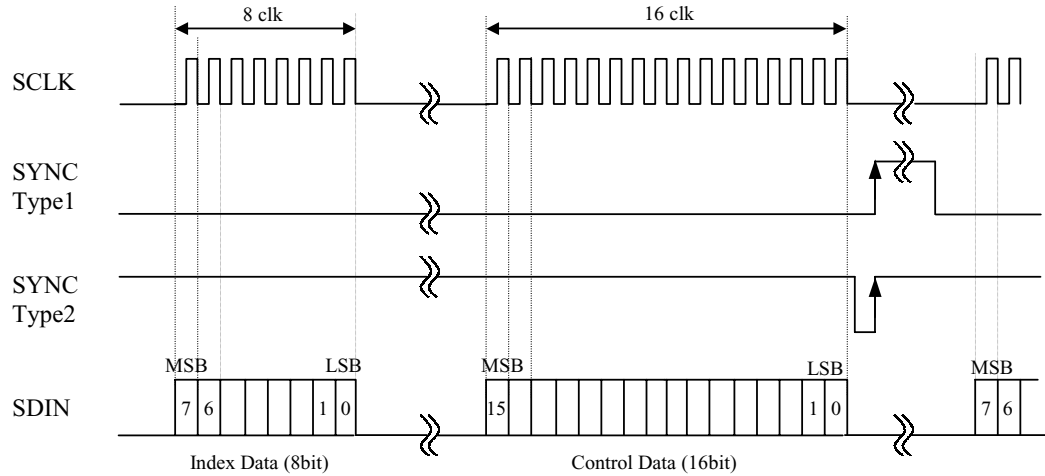 8 clk
16 clk
SCLK
SYNC
Type1
SYNC
Type2
MSB
LSB
MSB
LSB
MSB
SDIN
7 6 1 0
15 1 0
7 6
Index Data (8bit)
Control Data (16bit)